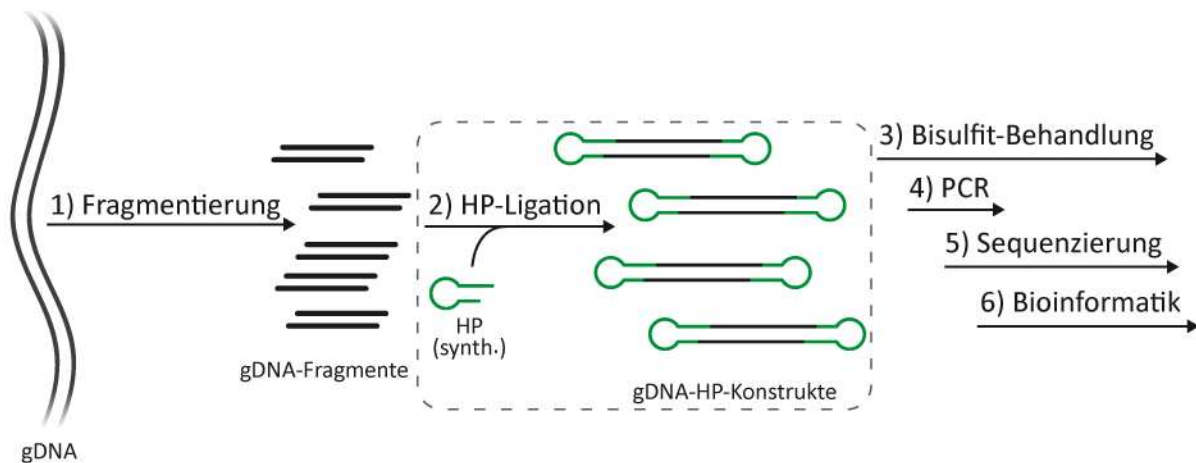 1) Fragmentierung
2) HP-Ligation
3) Bisulfit-Behandlung
4) PCR
5) Sequenzierung
6) Bioinformatik
HP
(synth.)
gDNA-Fragmente
gDNA-HP-Konstrukte
gDNA